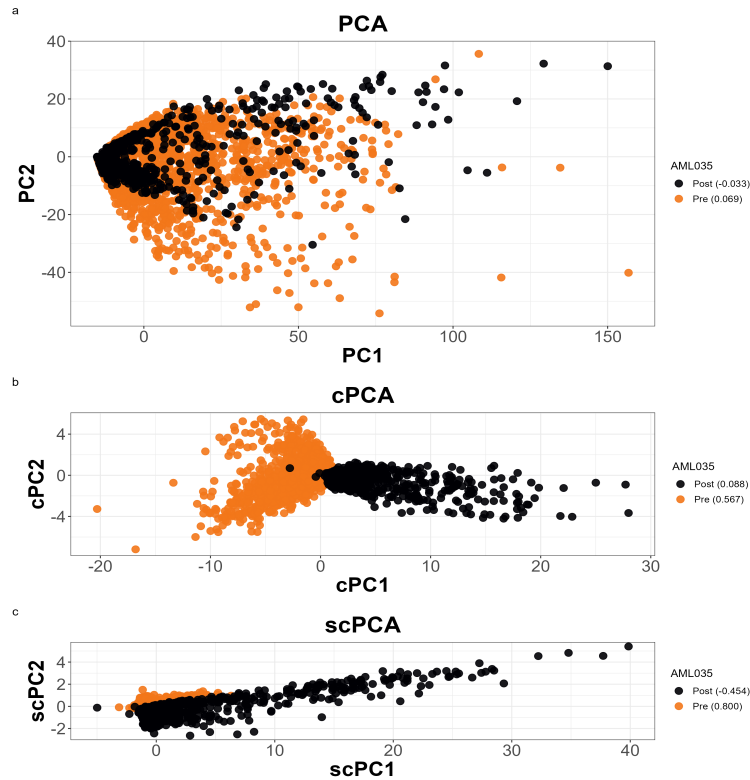 a
PCA
40
20
0
-20
-40
PC2
0
50
100
150
PC1
AML035
Post (-0.033)
Pre (0.069)
b
cPCA
4
0
-4
cPC2
-20
-10
0
10
20
30
cPC1
AML035
Post (0.088)
Pre (0.567)
c
scPCA
4
2
0
-2
scPC2
0
10
20
30
40
scPC1
AML035
Post (-0.454)
Pre (0.800)